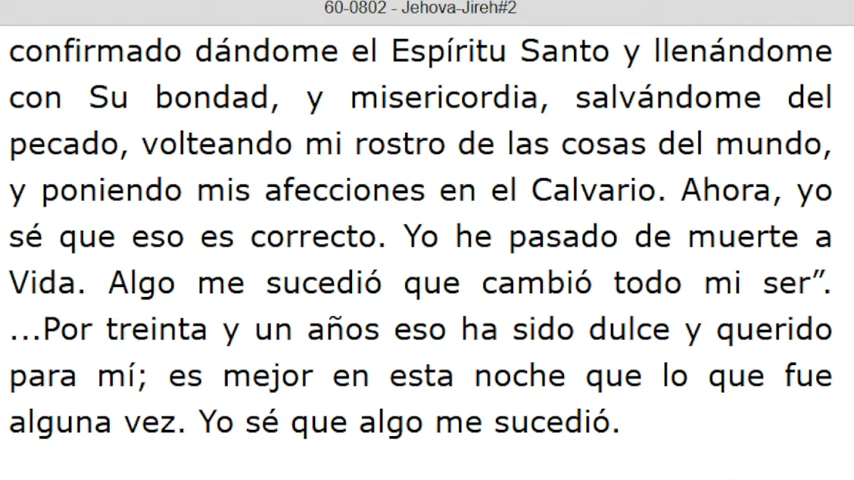 60-0802 - Jehova-Jireh#2
confirmado dándome el Espíritu Santo y llenándome
con Su bondad, y misericordia, salvándome del
pecado, volteando mi rostro de las cosas del mundo,
y poniendo mis afecciones en el Calvario. Ahora, yo
sé que eso es correcto. Yo he pasado de muerte a
Vida. Algo me sucedió que cambió todo mi ser”.
...Por treinta y un años eso ha sido dulce y querido
para mí; es mejor en esta noche que lo que fue
alguna vez. Yo sé que algo me sucedió.